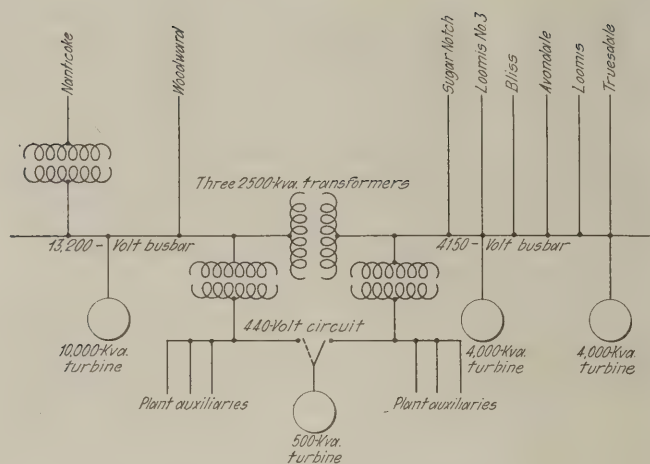 Nanticoke
Woodward
Sugar Notch
Loomis No.3
Bliss
Avondale
Loomis
Truesdale
Three 2500-kva. transformers
13,200-Volt busbar
4150-Volt busbar
10,000-Kva.
turbine
440-Volt circuit
4,000-Kva.
turbine
4,000-Kva.
turbine
Plant auxiliaries
Plant auxiliaries
500-Kva.
turbine